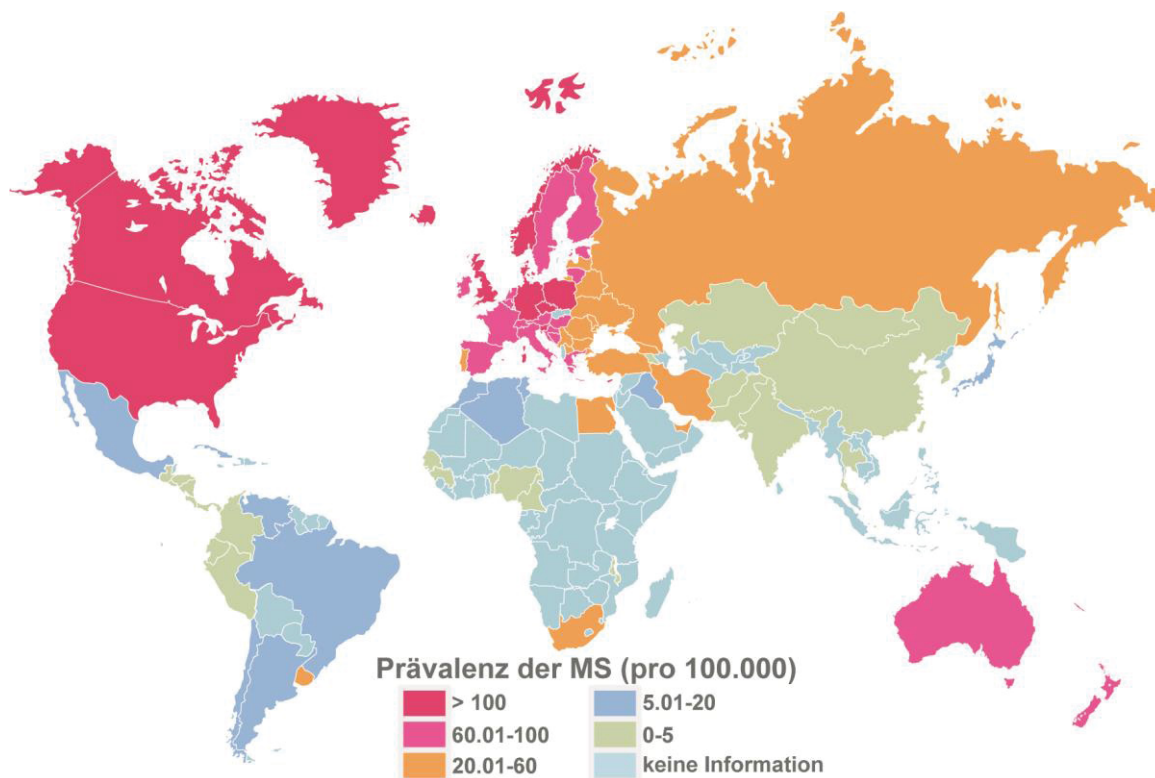 Prävalenz der MS (pro 100.000)
> 100
60.01-100
20.01-60
5.01-20
0-5
keine Information